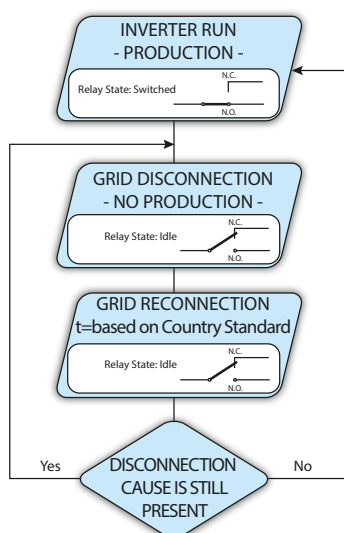 INVERTER RUN
- PRODUCTION -
N.C.
Relay State: Switched
N.O.
GRID DISCONNECTION
- NO PRODUCTION -
N.C.
Relay State: Idle
N.O.
GRID RECONNECTION
t=based on Country Standard
N.C.
Relay State: Idle
N.O.
Yes
DISCONNECTION
CAUSE IS STILL
PRESENT
No